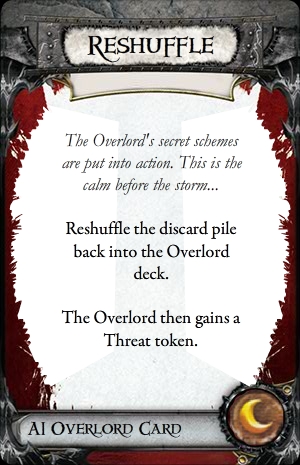 Reshuffle
The Overlord's secret schemes
are put into action. This is the
calm before the storm...
Reshuffle the discard pile
back into the Overlord
deck.
The Overlord then gains a
Threat token.
AI Overlord Card